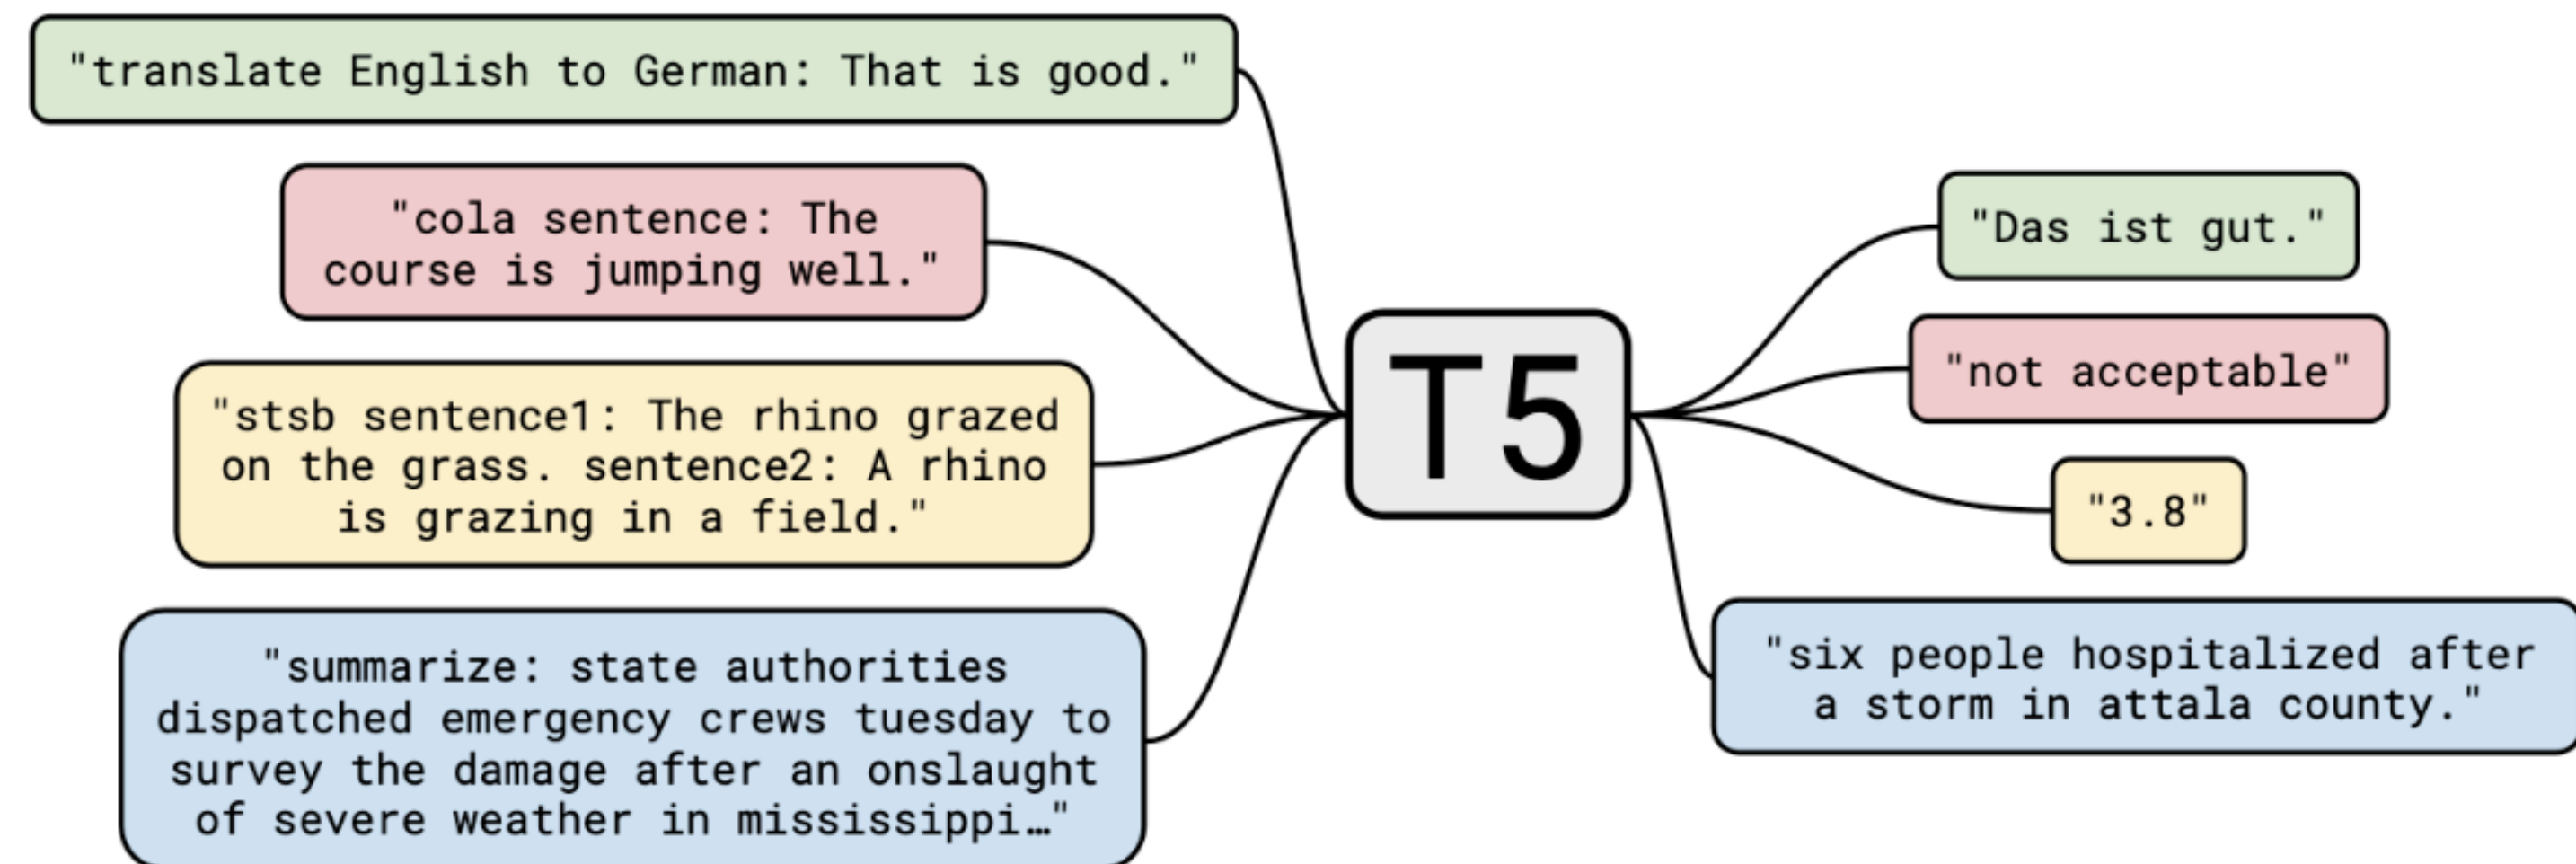 "translate English to German: That is good."
"cola sentence: The
course is jumping well."
"stsb sentence1: The rhino grazed
on the grass. sentence2: A rhino
is grazing in a field."
"summarize: state authorities
dispatched emergency crews tuesday to
survey the damage after an onslaught
of severe weather in mississippi…"
T5
"Das ist gut."
"not acceptable"
"3.8"
"six people hospitalized after
a storm in attala county."